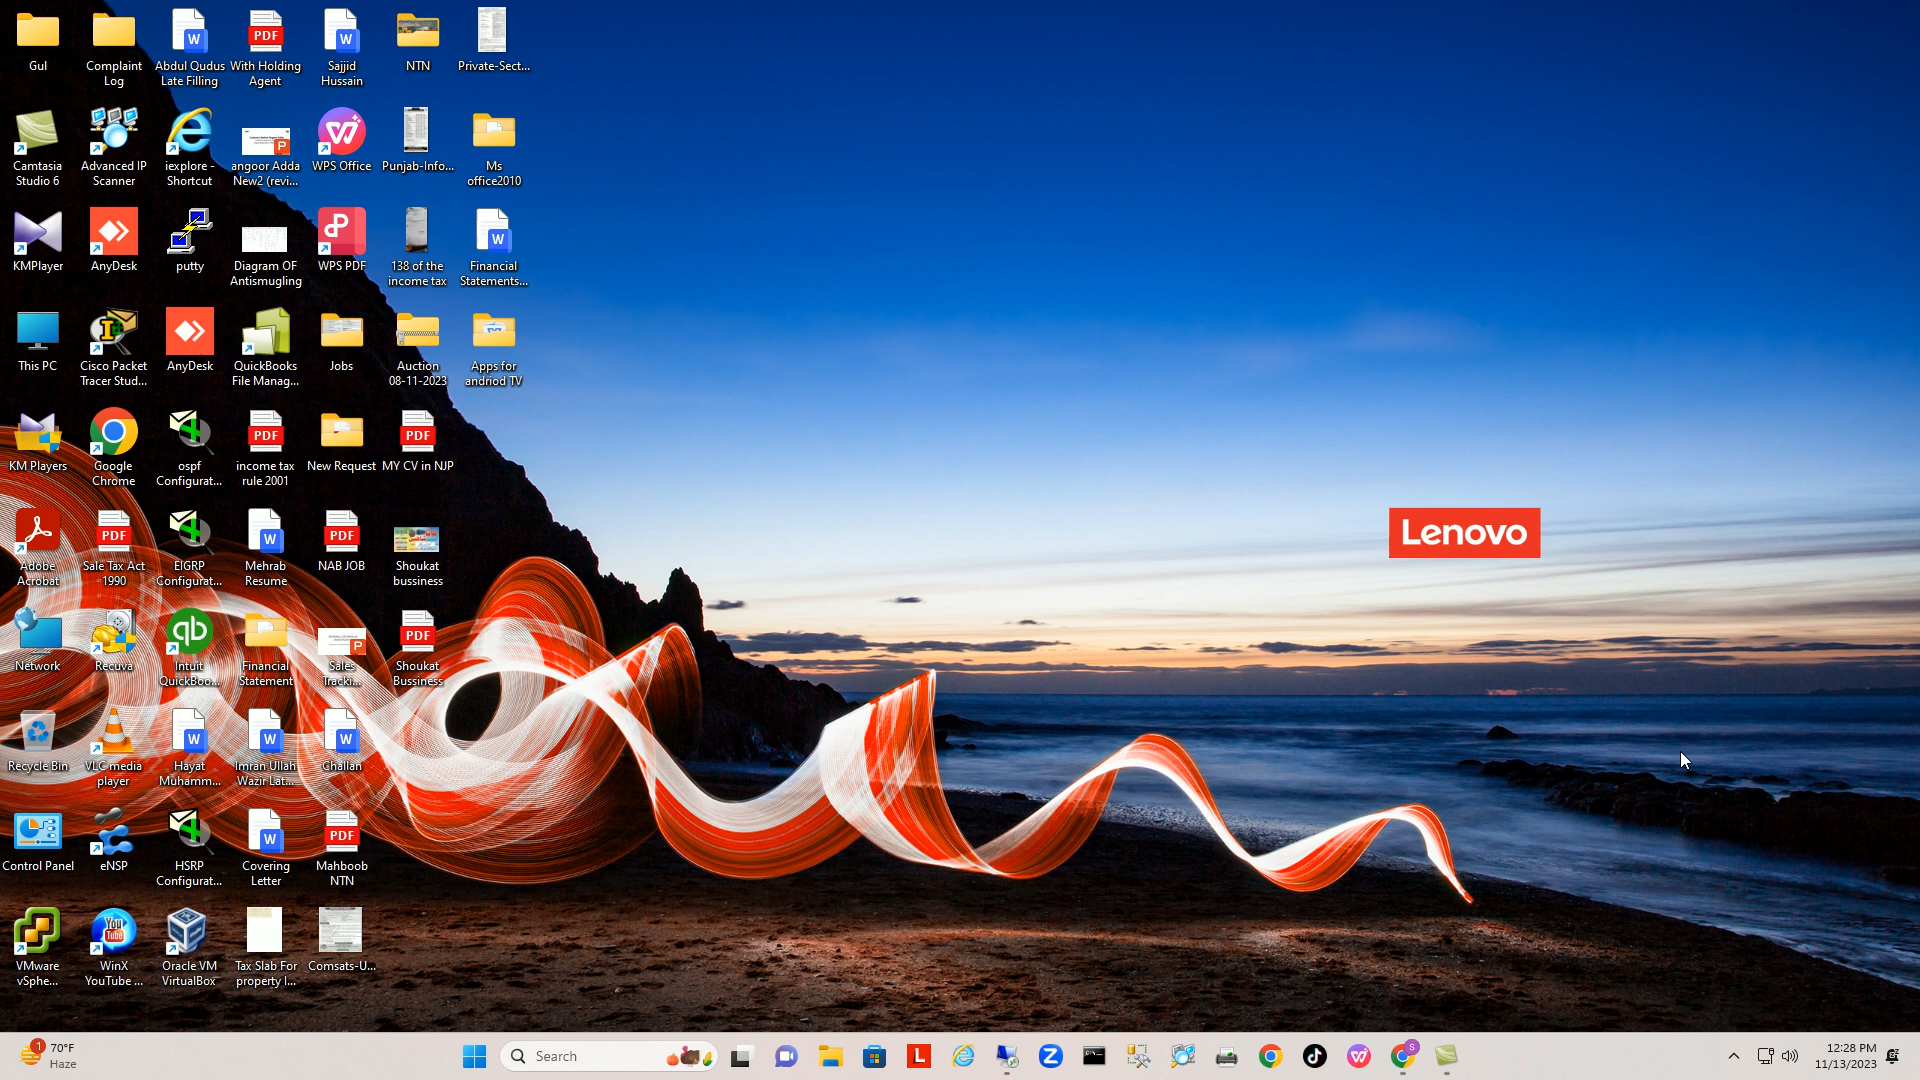 Gul
Complaint
Log
Abdul Qudus
Late Filling
With Holding
Agent
Sajjid
Hussain
NTN
Private-Sect...
Camtasia
Studio 6
Advanced IP
Scanner
iexplore -
Shortcut
angoor Adda
New2 (revi...
WPS Office
Punjab-Info...
Ms
office2010
KMPlayer
AnyDesk
putty
Diagram OF
Antismugling
WPS PDF
138 of the
income tax
Financial
Statements...
This PC
Cisco Packet
Tracer Stud...
AnyDesk
QuickBooks
File Manag...
Jobs
Auction
08-11-2023
Apps for
andriod TV
KM Players
Google
Chrome
ospf
Configurat...
income tax
rule 2001
New Request
MY CV in NJP
Adobe
Acrobat
Sale Tax Act
1990
EIGRP
Configurat...
Mehrab
Resume
NAB JOB
Shoukat
bussiness
Lenovo
Network
Recuva
Intuit
QuickBoo...
Financial
Statement
Sales
Tracki...
Shoukat
Bussiness
Recycle Bin
VLC media
player
Hayat
Muhamm...
Imran Ullah
Wazir Lat...
Challan
Control Panel
eNSP
HSRP
Configurat...
Covering
Letter
Mahboob
NTN
VMware
vSphe...
WinX
YouTube ...
Oracle VM
VirtualBox
Tax Slab For
property I...
Comsats-U...
1
70°F
Haze
Search
12:28 PM
11/13/2023